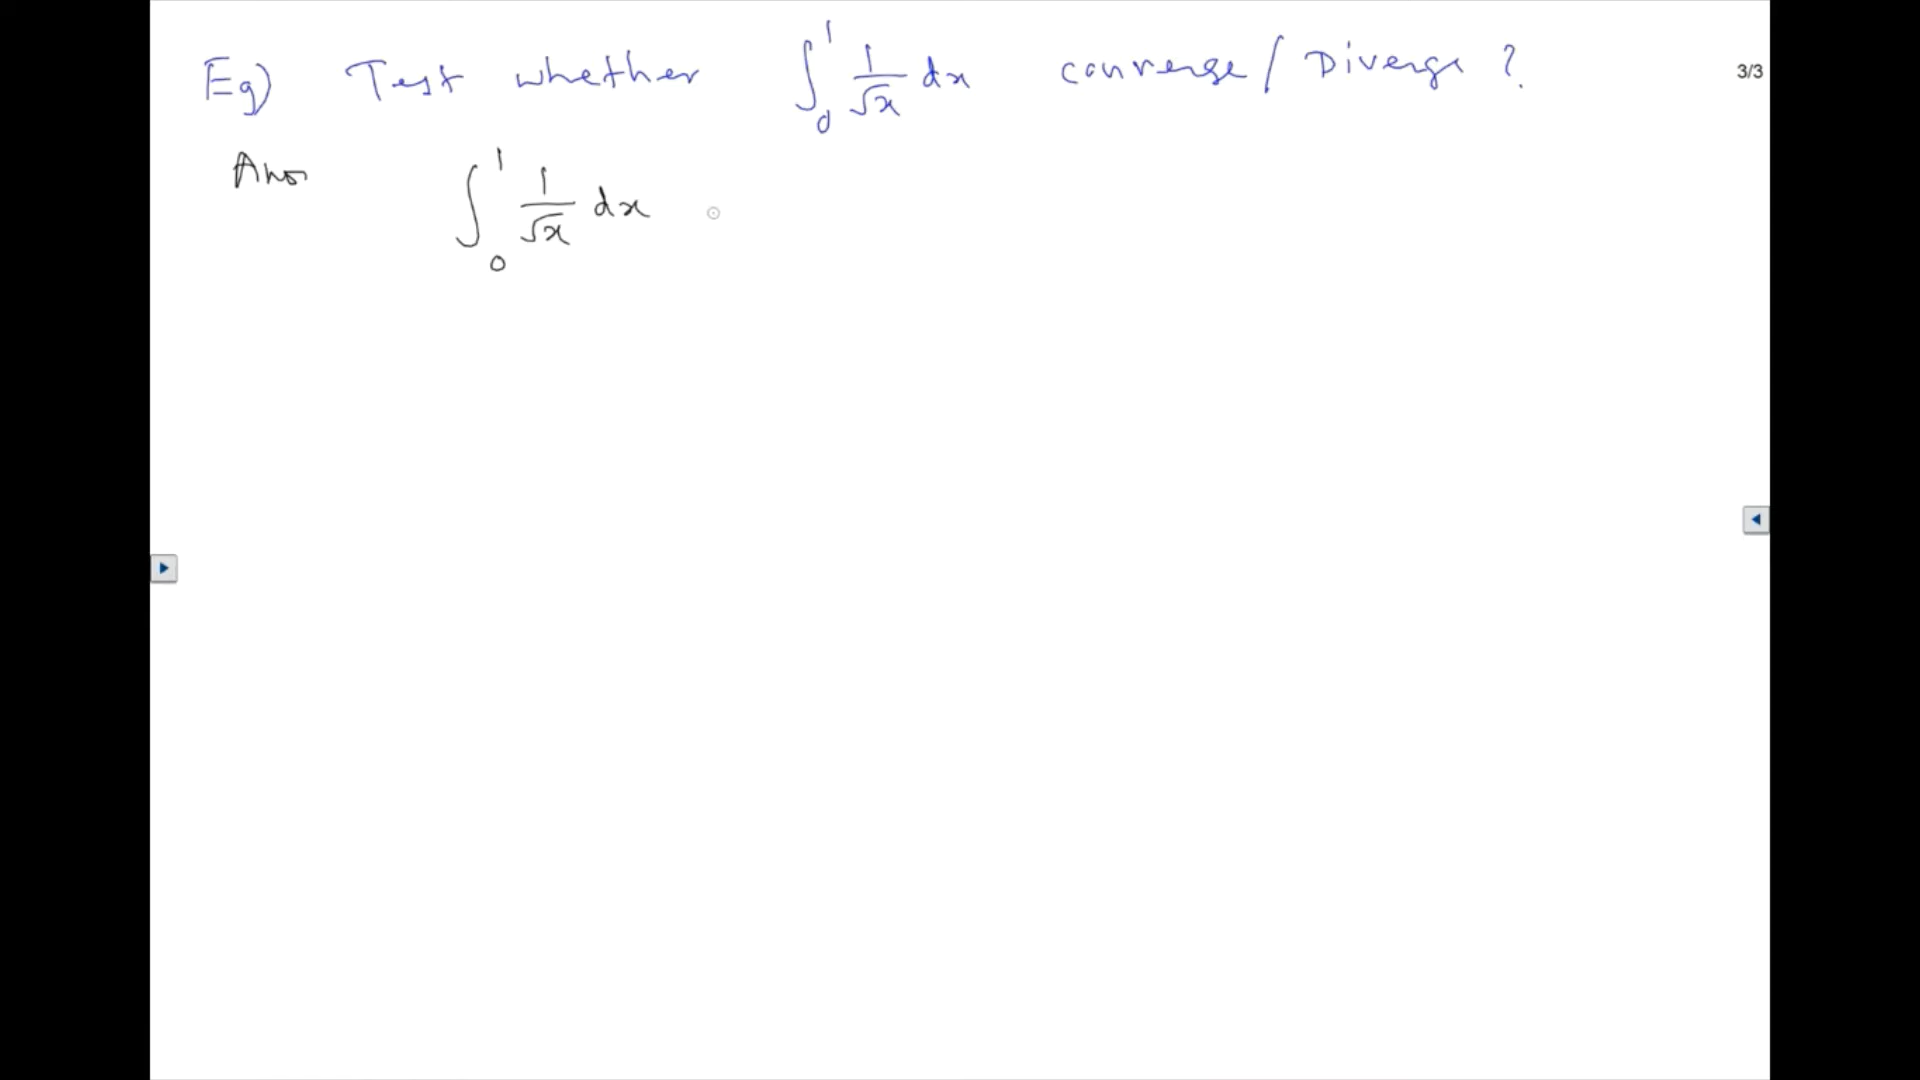 Eg) Test whether ∫₀¹ 1/√x dx converge / Diverge ?
3/3
Ans
∫₀¹ 1/√x dx